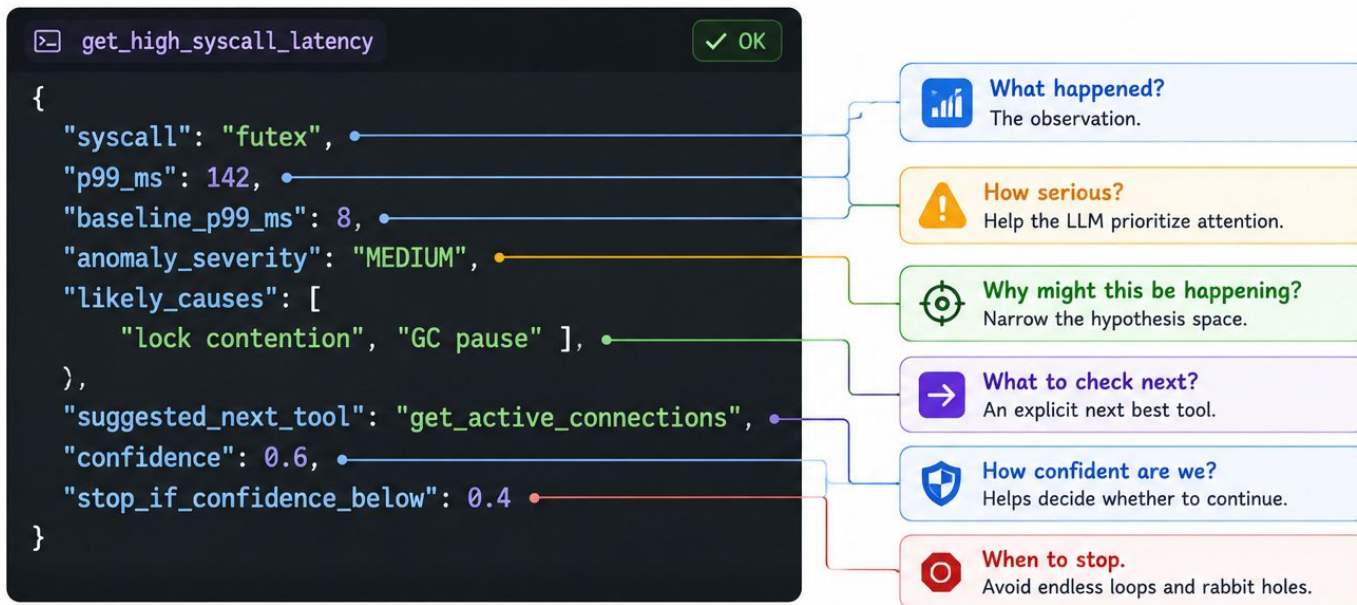 get_high_syscall_latency
OK
{
"syscall": "futex",
"p99_ms": 142,
"baseline_p99_ms": 8,
"anomaly_severity": "MEDIUM",
"likely_causes": [
"lock contention", "GC pause" ],
),
"suggested_next_tool": "get_active_connections",
"confidence": 0.6,
"stop_if_confidence_below": 0.4
}
What happened?
The observation.
How serious?
Help the LLM prioritize attention.
Why might this be happening?
Narrow the hypothesis space.
What to check next?
An explicit next best tool.
How confident are we?
Helps decide whether to continue.
When to stop.
Avoid endless loops and rabbit holes.